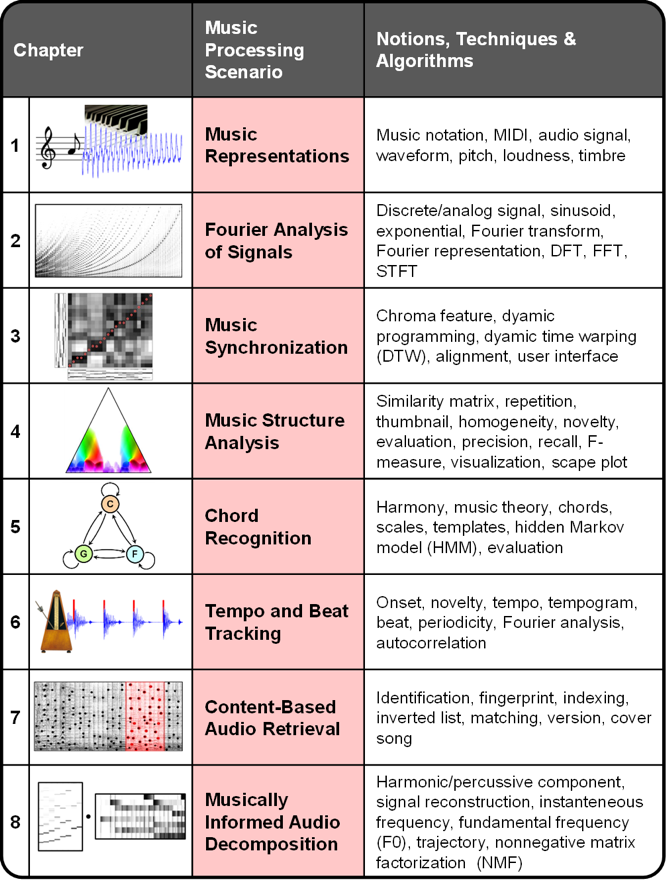 Chapter
Music
Processing
Scenario
Notions, Techniques &
Algorithms
1
Music
Representations
Music notation, MIDI, audio signal,
waveform, pitch, loudness, timbre
2
Fourier Analysis
of Signals
Discrete/analog signal, sinusoid,
exponential, Fourier transform,
Fourier representation, DFT, FFT,
STFT
3
Music
Synchronization
Chroma feature, dyamic
programming, dyamic time warping
(DTW), alignment, user interface
4
Music Structure
Analysis
Similarity matrix, repetition,
thumbnail, homogeneity, novelty,
evaluation, precision, recall, F-
measure, visualization, scape plot
5
C
G
F
Chord
Recognition
Harmony, music theory, chords,
scales, templates, hidden Markov
model (HMM), evaluation
6
Tempo and Beat
Tracking
Onset, novelty, tempo, tempogram,
beat, periodicity, Fourier analysis,
autocorrelation
7
Content-Based
Audio Retrieval
Identification, fingerprint, indexing,
inverted list, matching, version, cover
song
8
Musically
Informed Audio
Decomposition
Harmonic/percussive component,
signal reconstruction, instanteneous
frequency, fundamental frequency
(F0), trajectory, nonnegative matrix
factorization (NMF)